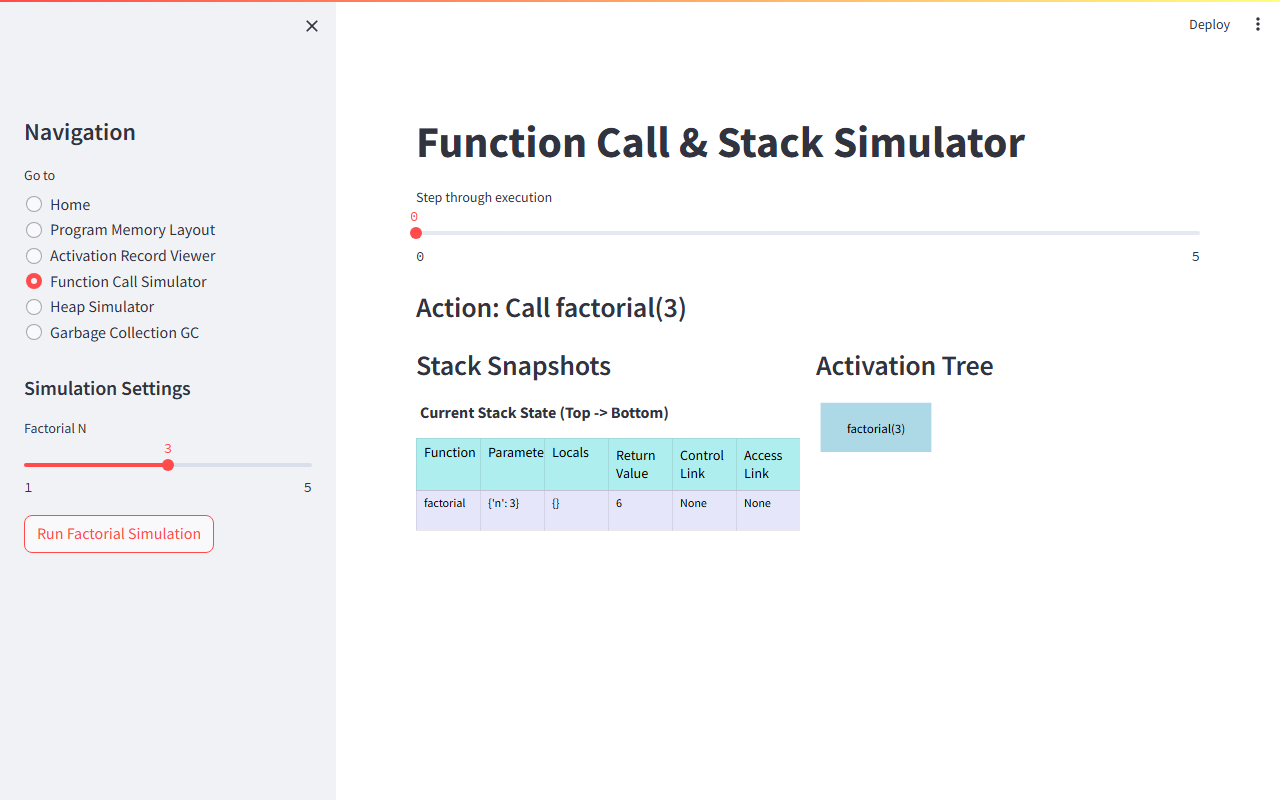 Deploy
Navigation
Go to
Home
Program Memory Layout
Activation Record Viewer
Function Call Simulator
Heap Simulator
Garbage Collection GC
Simulation Settings
Factorial N
3
1 5
Run Factorial Simulation
Function Call & Stack Simulator
Step through execution
0
0 5
Action: Call factorial(3)
Stack Snapshots
Current Stack State (Top -> Bottom)
Function Paramete Locals Return Value Control Link Access Link
factorial {'n': 3} {} 6 None None
Activation Tree
factorial(3)